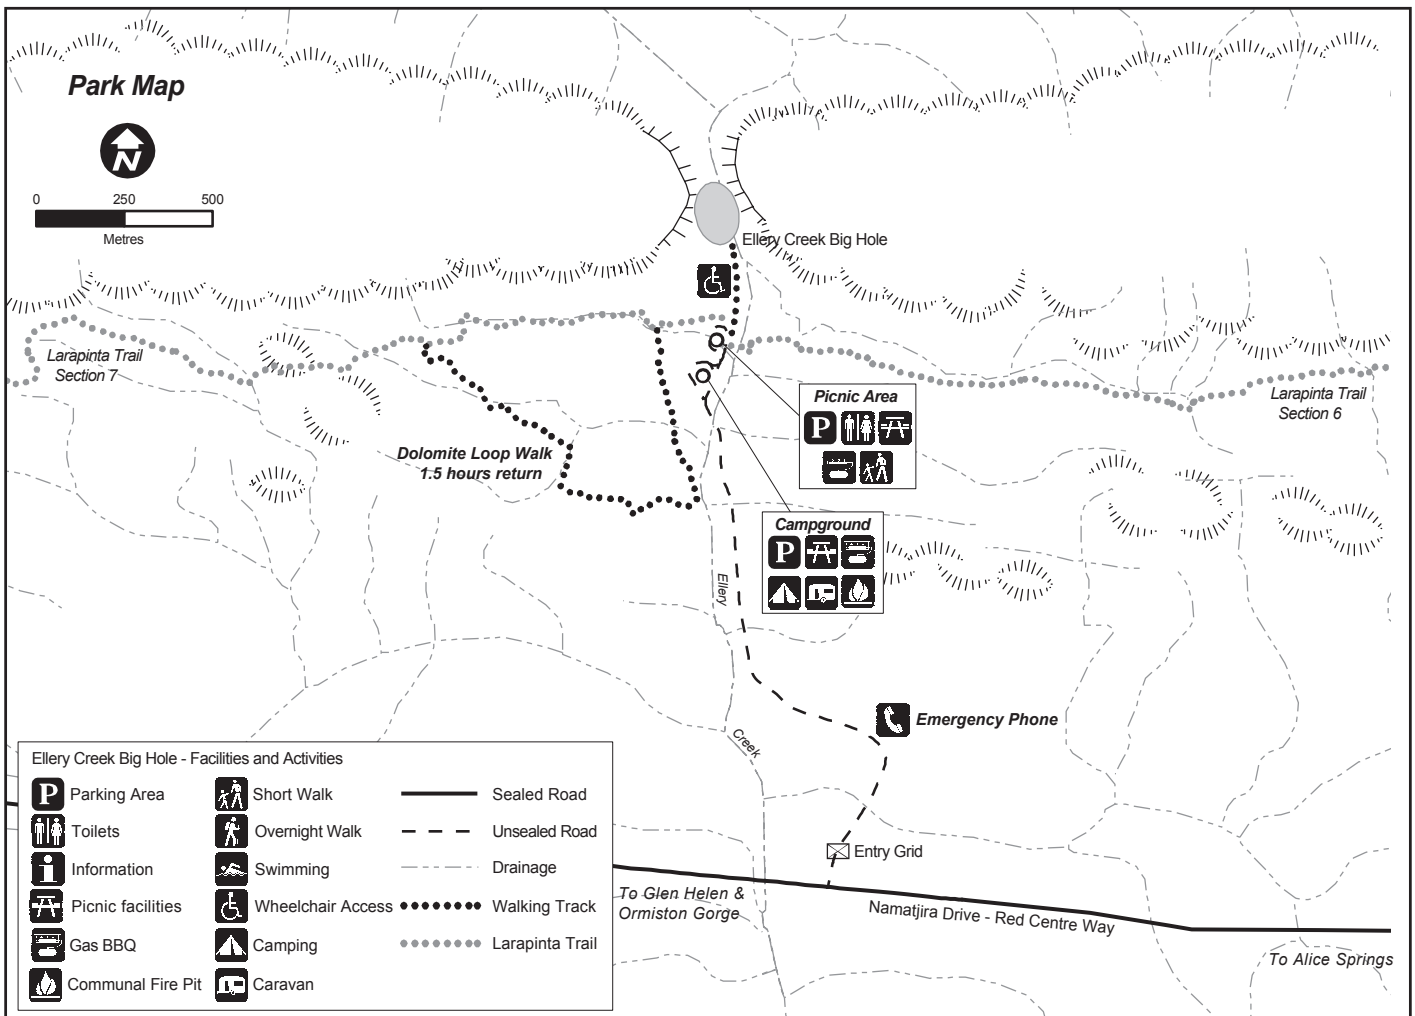 Park Map
N
0 250 500
Metres
Ellery Creek Big Hole
Larapinta Trail
Section 7
Larapinta Trail
Section 6
Picnic Area
P
Dolomite Loop Walk
1.5 hours return
Campground
P
Ellery
Creek
Emergency Phone
Entry Grid
To Glen Helen &
Ormiston Gorge
Namatjira Drive - Red Centre Way
To Alice Springs
Ellery Creek Big Hole - Facilities and Activities
P Parking Area
Toilets
i Information
Picnic facilities
Gas BBQ
Communal Fire Pit
Short Walk
Overnight Walk
Swimming
Wheelchair Access
Camping
Caravan
Sealed Road
Unsealed Road
Drainage
Walking Track
Larapinta Trail